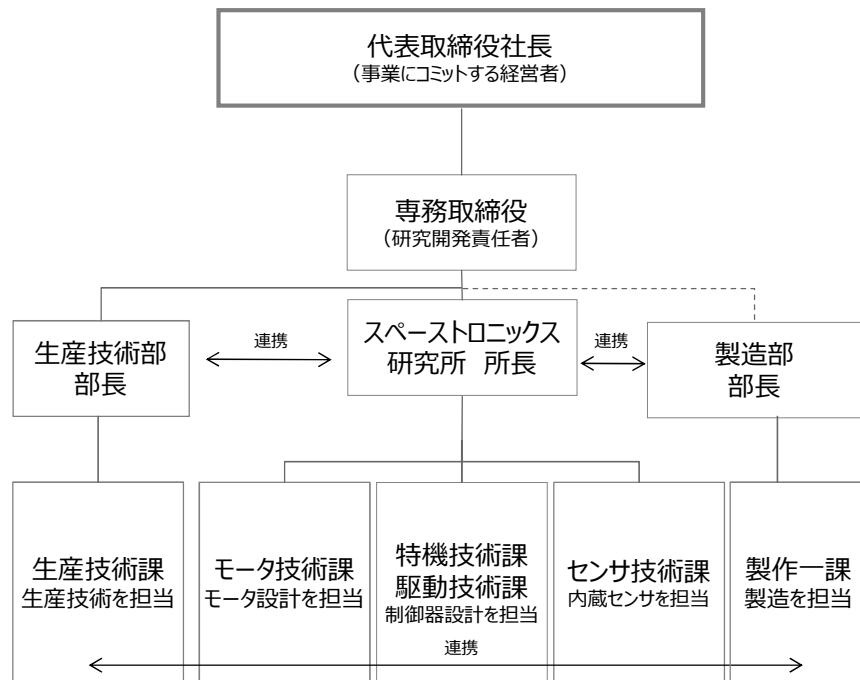 代表取締役社長
（事業にコミットする経営者）
専務取締役
（研究開発責任者）
生産技術部
部長
連携
スペーストロニックス
研究所 所長
連携
製造部
部長
生産技術課
生産技術を担当
モータ技術課
モータ設計を担当
特機技術課
駆動技術課
制御器設計を担当
センサ技術課
内蔵センサを担当
製作一課
製造を担当
連携